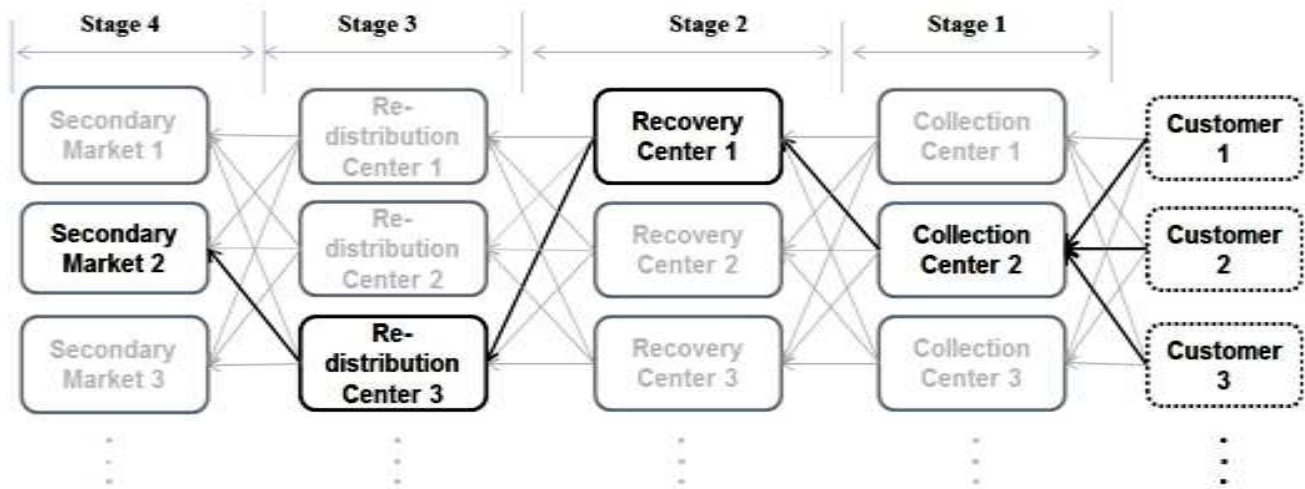 Stage 4
Stage 3
Stage 2
Stage 1
Secondary
Market 1
Re-
distribution
Center 1
Recovery
Center 1
Collection
Center 1
Customer
1
Secondary
Market 2
Re-
distribution
Center 2
Recovery
Center 2
Collection
Center 2
Customer
2
Secondary
Market 3
Re-
distribution
Center 3
Recovery
Center 3
Collection
Center 3
Customer
3